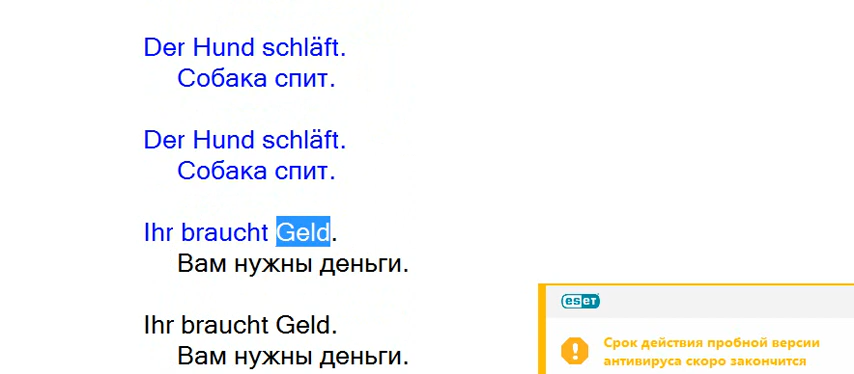 Der Hund schläft.
Собака спит.
Der Hund schläft.
Собака спит.
Ihr braucht Geld.
Вам нужны деньги.
Ihr braucht Geld.
Вам нужны деньги.
eset
Срок действия пробной версии
антивируса скоро закончится